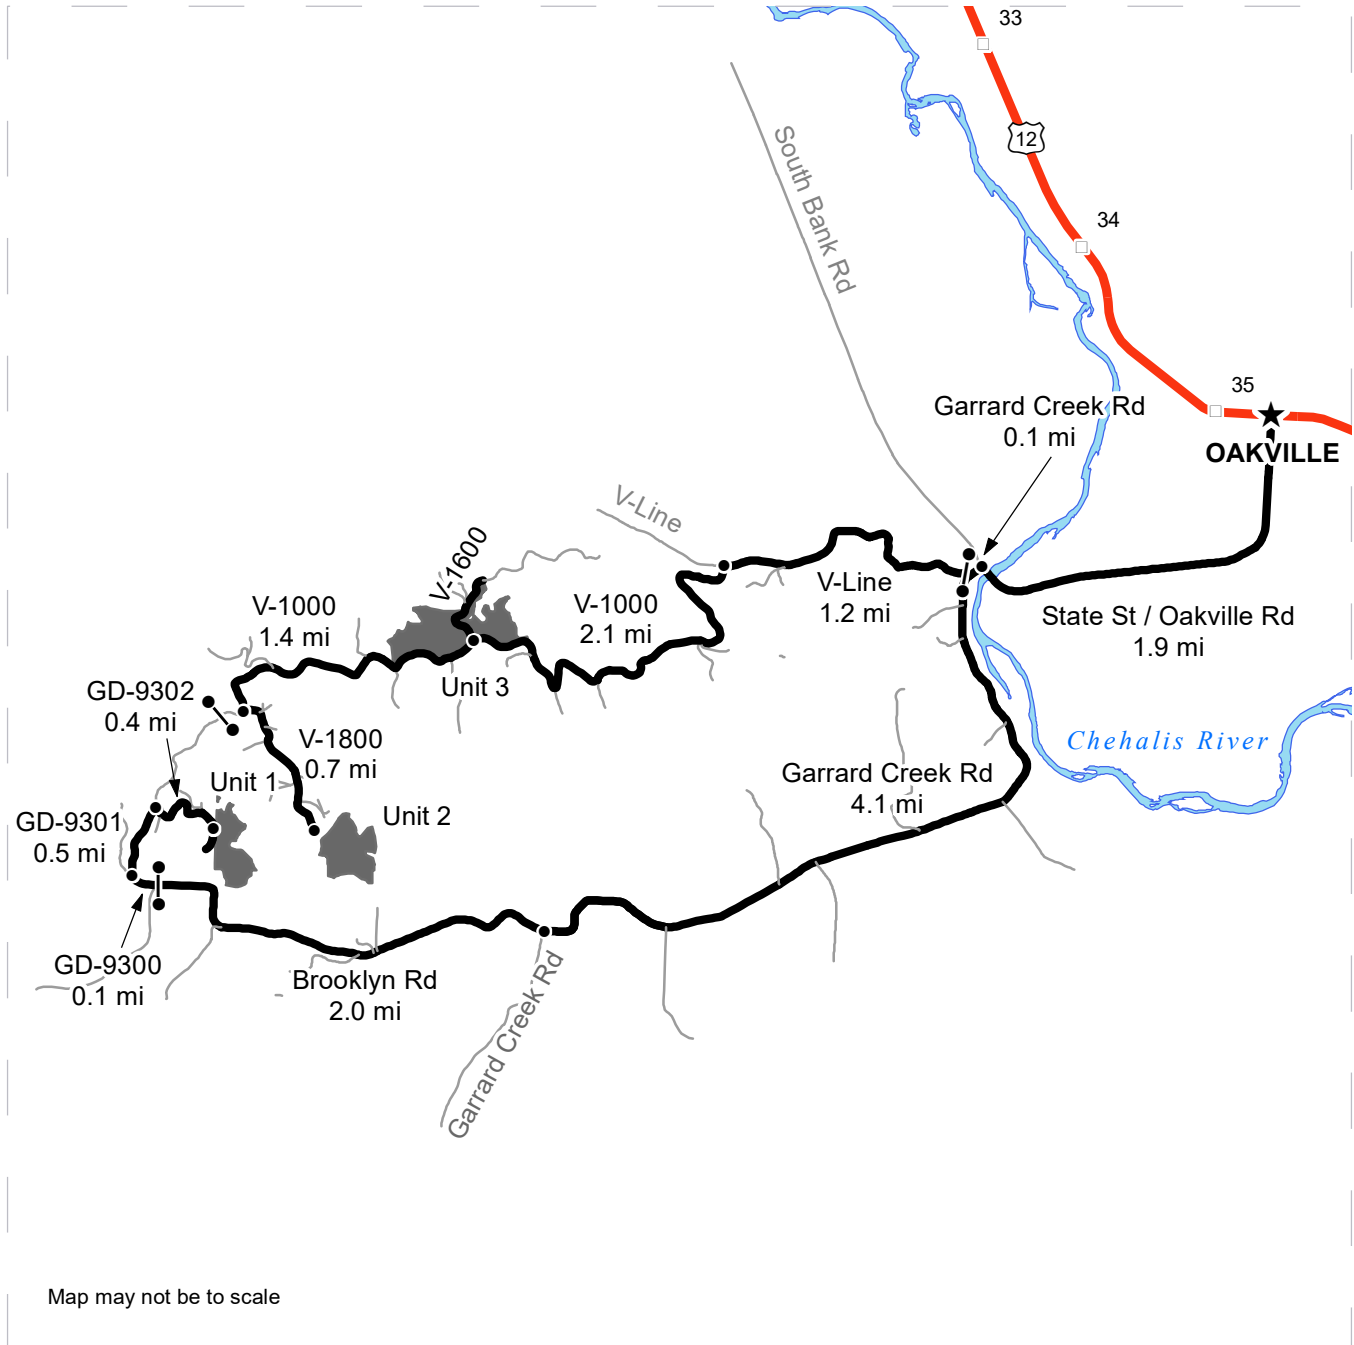 33
12
South Bank Rd
34
35
Garrard Creek Rd
0.1 mi
OAKVILLE
V-Line
V-1600
V-Line
1.2 mi
V-1000
1.4 mi
V-1000
2.1 mi
State St / Oakville Rd
1.9 mi
Unit 3
GD-9302
0.4 mi
V-1800
0.7 mi
Chehalis River
Unit 1
Garrard Creek Rd
4.1 mi
Unit 2
GD-9301
0.5 mi
GD-9300
0.1 mi
Brooklyn Rd
2.0 mi
Garrard Creek Rd
Map may not be to scale